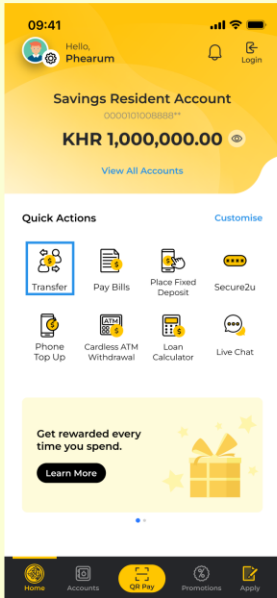 09:41
Hello,
Phearum
Login
Savings Resident Account
0000101008888**
KHR 1,000,000.00
View All Accounts
Quick Actions
Customise
Transfer
Pay Bills
Place Fixed
Deposit
Secure2u
Phone
Top Up
ATM
Cardless ATM
Withdrawal
Loan
Calculator
Live Chat
Get rewarded every
time you spend.
Learn More
Home
Accounts
QR Pay
Promotions
Apply